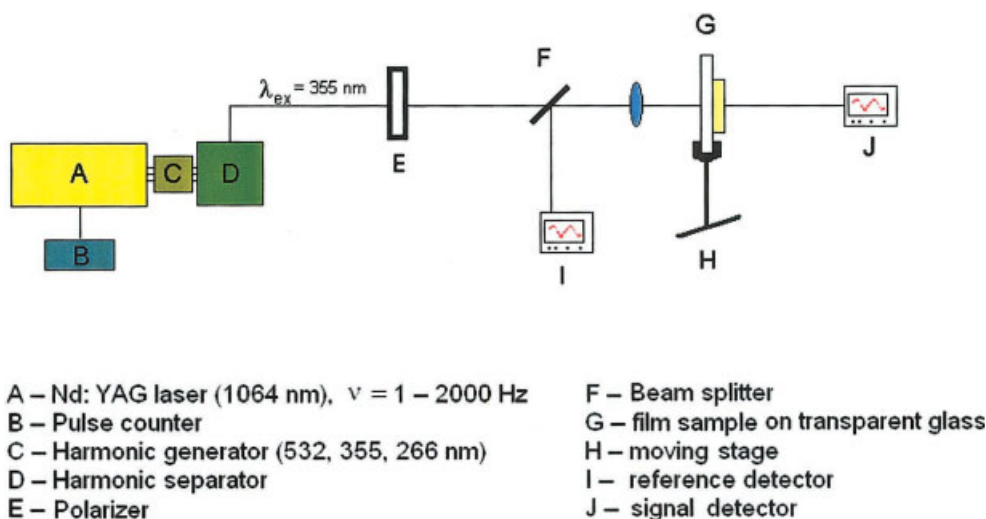 G
F
λex = 355 nm
A
C
D
E
J
B
I
H
A – Nd: YAG laser (1064 nm), ν = 1 – 2000 Hz
B – Pulse counter
C – Harmonic generator (532, 355, 266 nm)
D – Harmonic separator
E – Polarizer
F – Beam splitter
G – film sample on transparent glass
H – moving stage
I – reference detector
J – signal detector